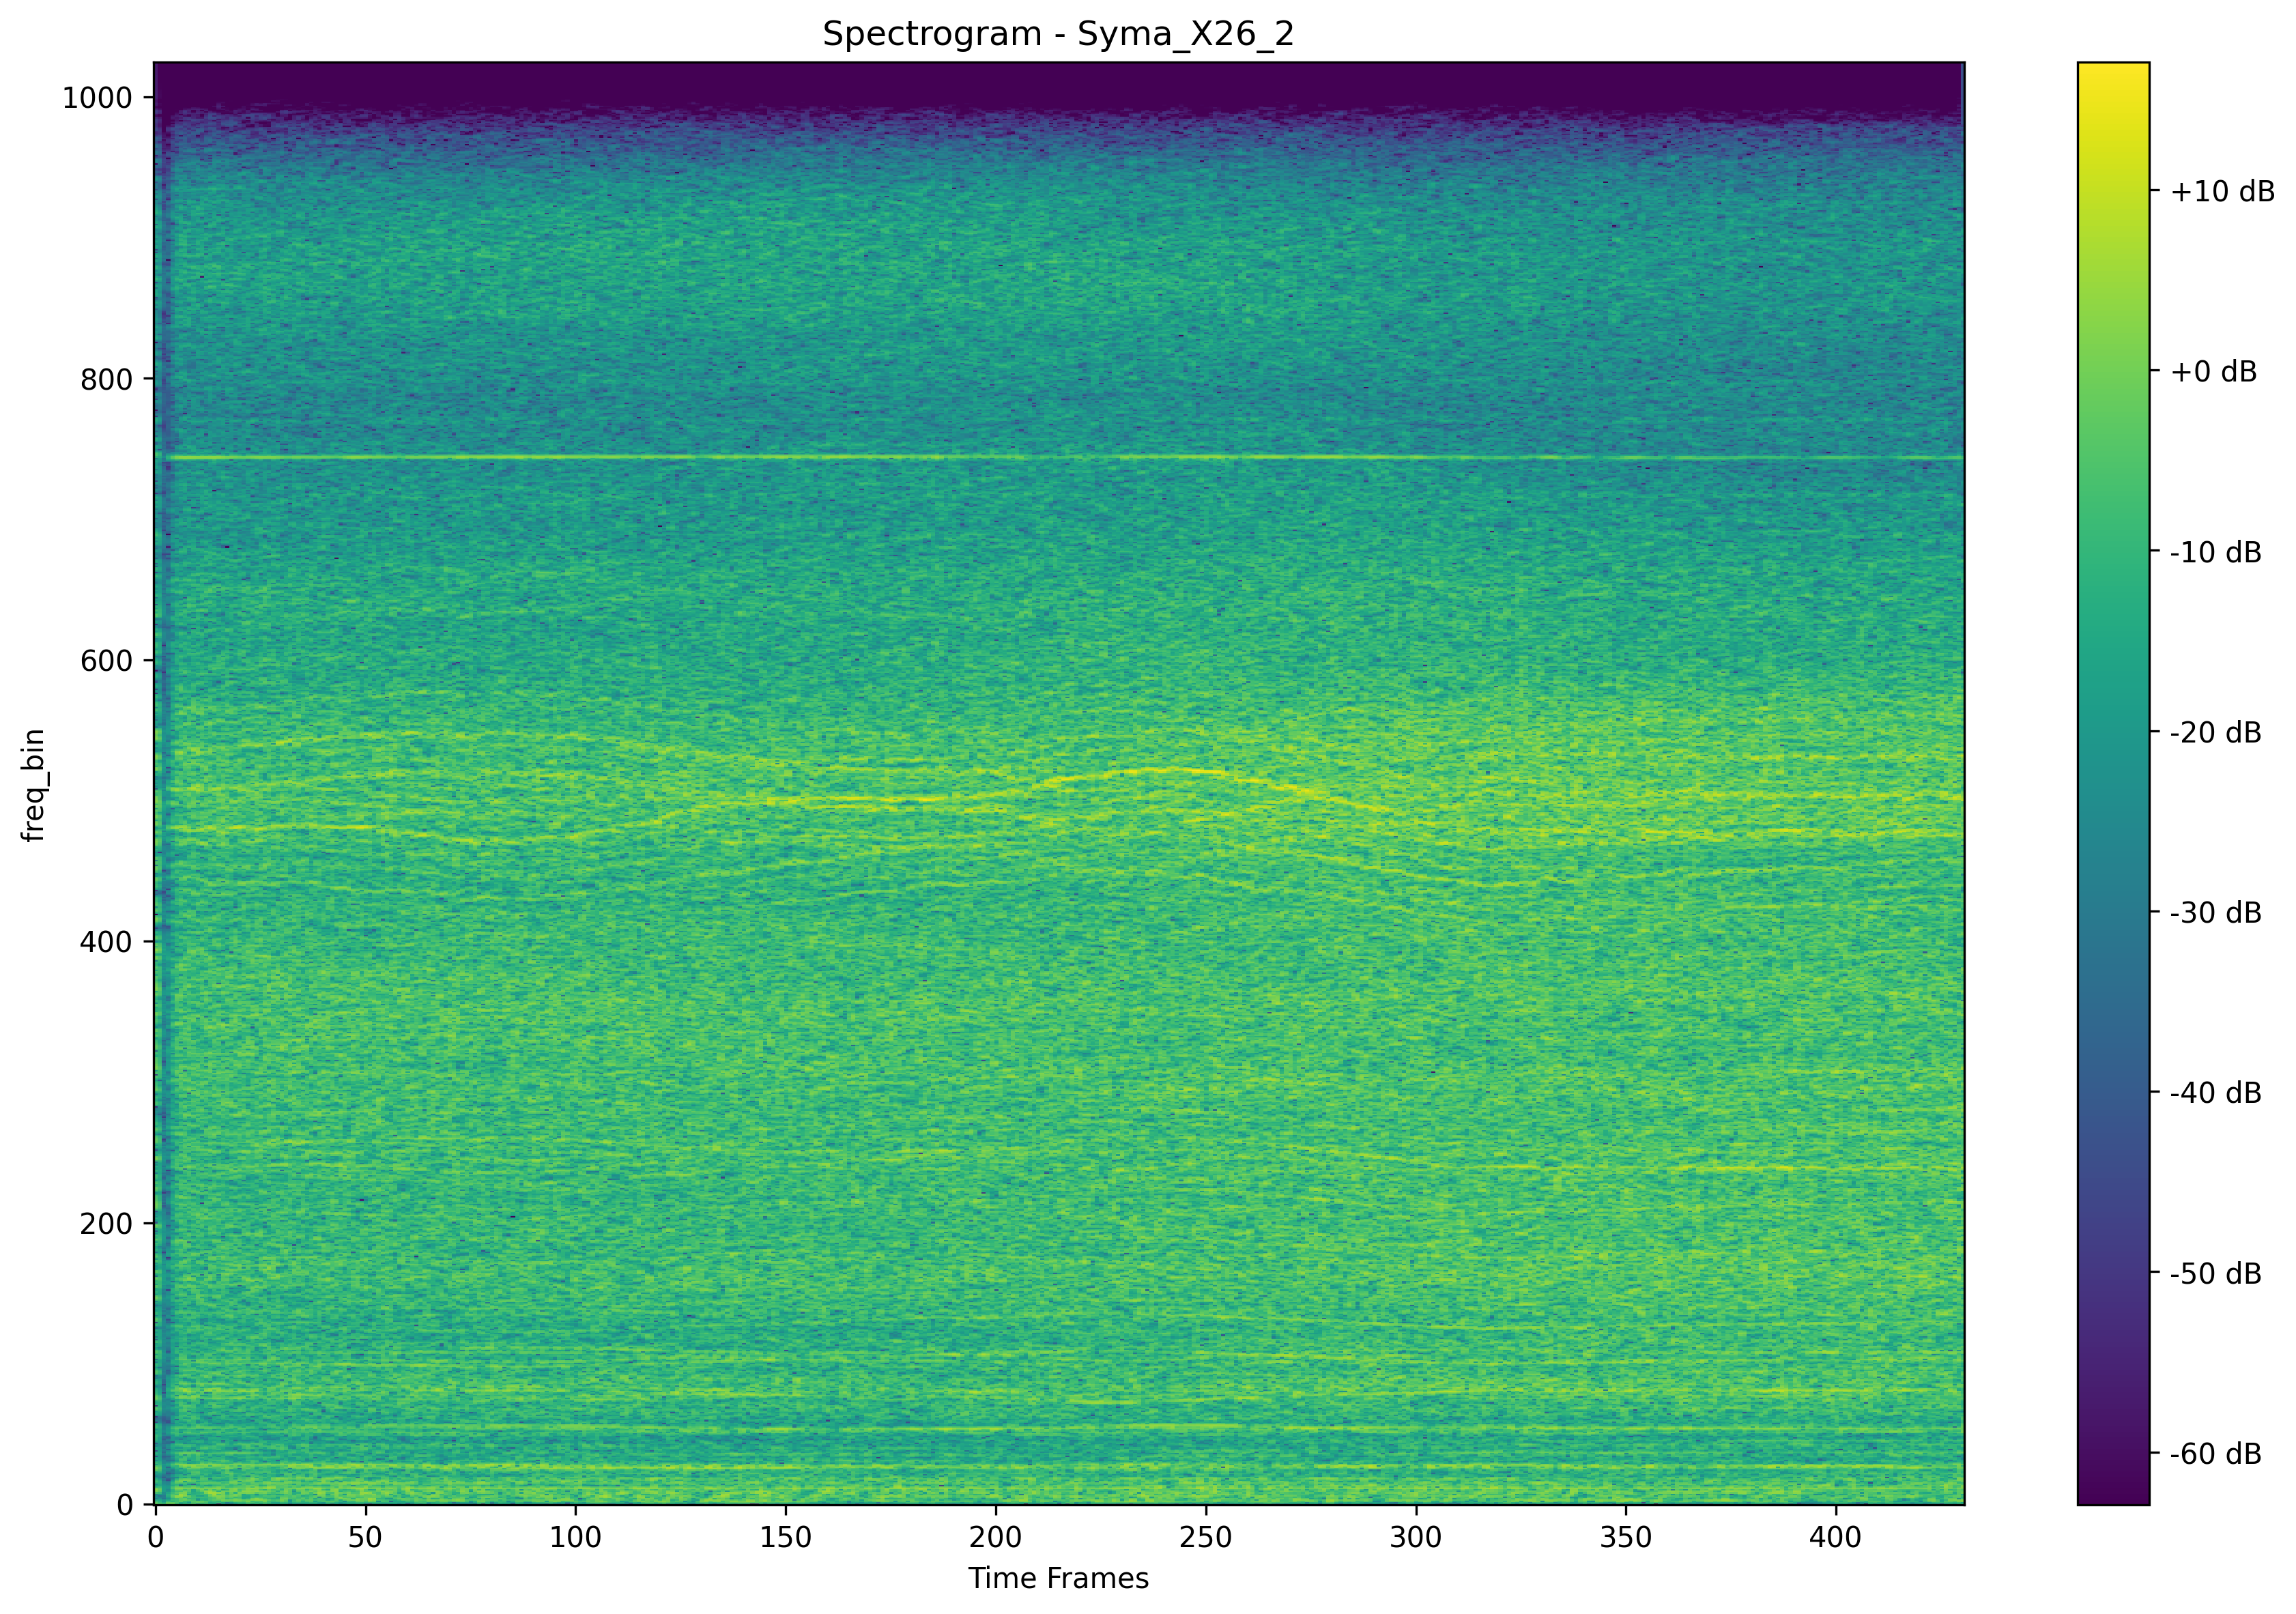 Spectrogram - Syma_X26_2
1000
800
600
400
200
0
freq_bin
0 50 100 150 200 250 300 350 400
Time Frames
+10 dB
+0 dB
-10 dB
-20 dB
-30 dB
-40 dB
-50 dB
-60 dB